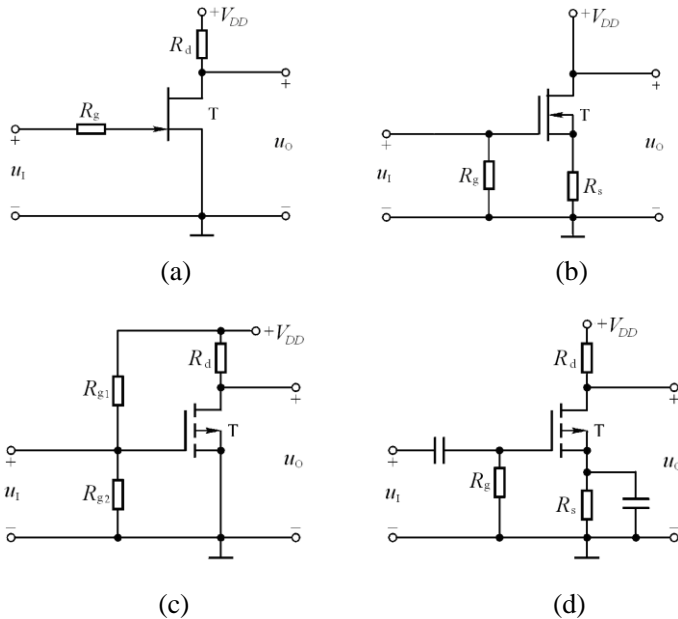 +V_DD
R_d
+
R_g
T
+
u_I
u_O
−
−
(a)
+V_DD
+
T
+
u_I
R_g
R_s
u_O
−
−
(b)
+V_DD
R_d
R_g1
+
T
+
u_I
R_g2
u_O
−
−
(c)
+V_DD
R_d
+
T
+
u_I
R_g
R_s
−
−
(d)